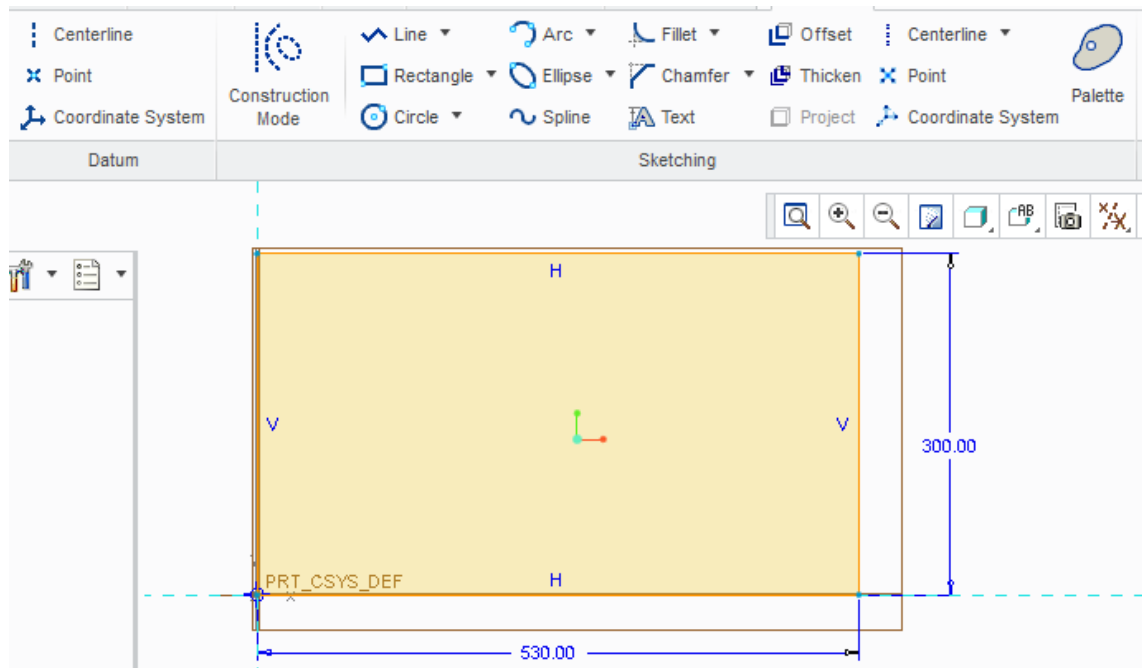 Centerline
Point
Coordinate System
Datum
Construction
Mode
Line
Rectangle
Circle
Arc
Ellipse
Spline
Fillet
Chamfer
Text
Offset
Thicken
Project
Centerline
Point
Coordinate System
Palette
Sketching
AB
H
V
V
300.00
PRT_CSYS_DEF
H
530.00